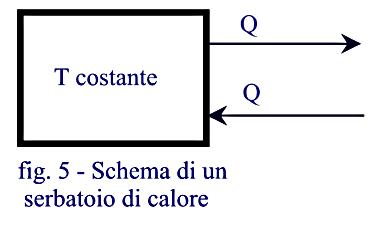 Q
T costante
Q
fig. 5 - Schema di un
serbatoio di calore